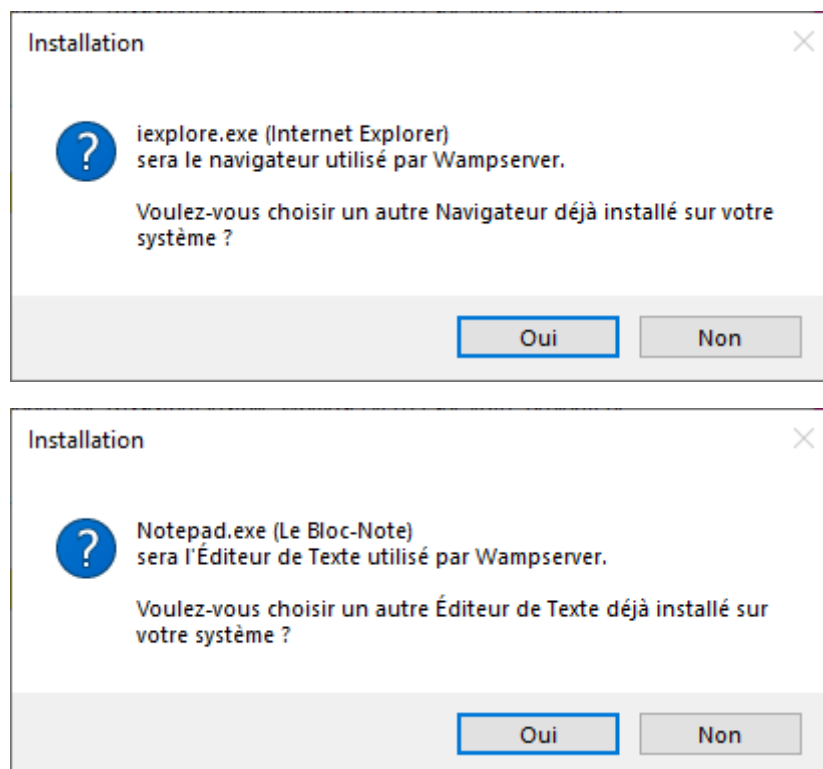 Installation
iexplore.exe (Internet Explorer)
sera le navigateur utilisé par Wampserver.
Voulez-vous choisir un autre Navigateur déjà installé sur votre
système ?
Oui
Non
Installation
Notepad.exe (Le Bloc-Note)
sera l'Éditeur de Texte utilisé par Wampserver.
Voulez-vous choisir un autre Éditeur de Texte déjà installé sur
votre système ?
Oui
Non